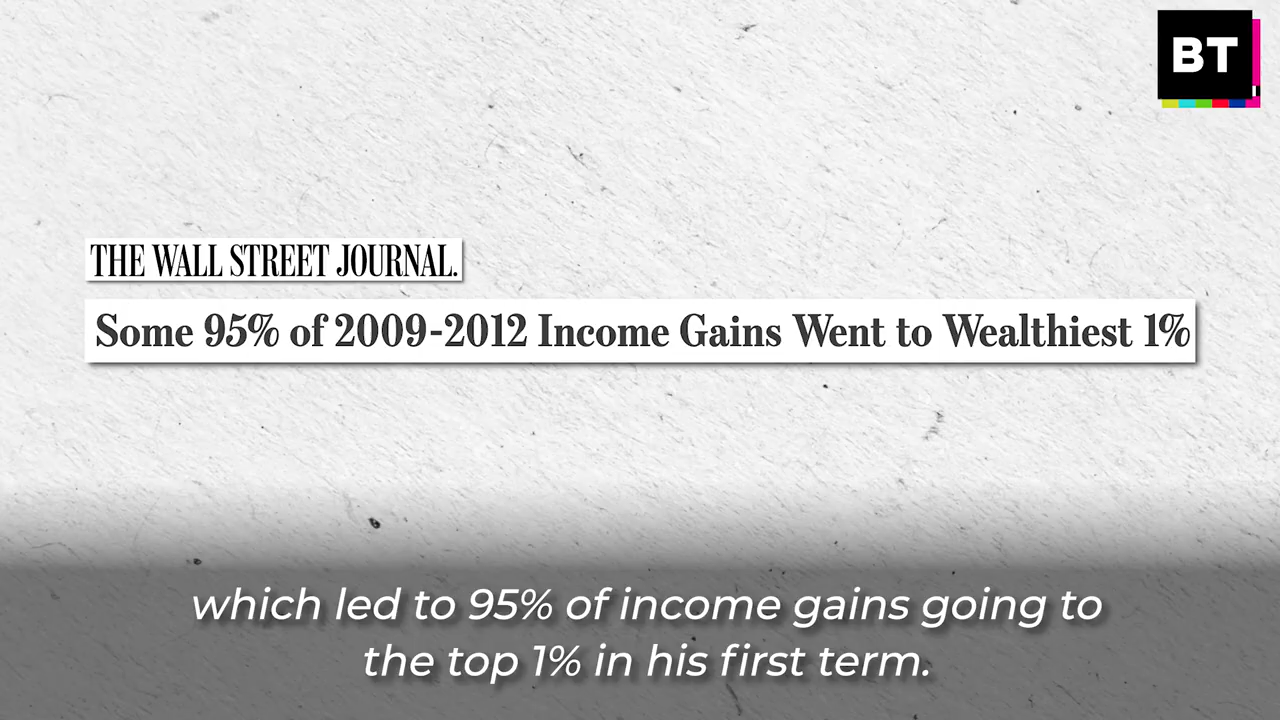 BT
THE WALL STREET JOURNAL.
Some 95% of 2009-2012 Income Gains Went to Wealthiest 1%
which led to 95% of income gains going to
the top 1% in his first term.